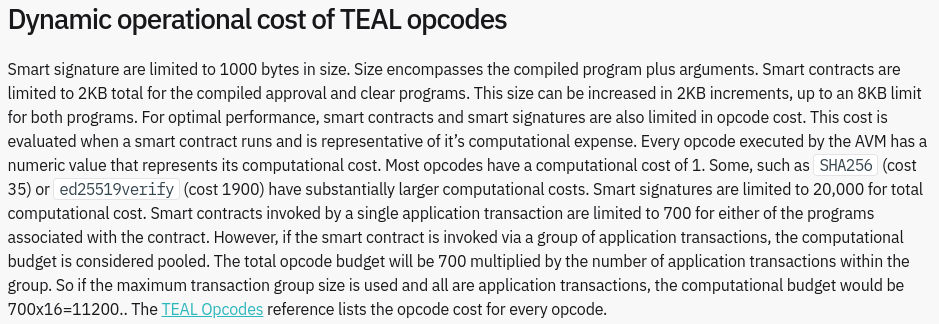 Dynamic operational cost of TEAL opcodes
Smart signature are limited to 1000 bytes in size. Size encompasses the compiled program plus arguments. Smart contracts are
limited to 2KB total for the compiled approval and clear programs. This size can be increased in 2KB increments, up to an 8KB limit
for both programs. For optimal performance, smart contracts and smart signatures are also limited in opcode cost. This cost is
evaluated when a smart contract runs and is representative of it's computational expense. Every opcode executed by the AVM has a
numeric value that represents its computational cost. Most opcodes have a computational cost of 1. Some, such as SHA256 (cost
35) or ed25519verify (cost 1900) have substantially larger computational costs. Smart signatures are limited to 20,000 for total
computational cost. Smart contracts invoked by a single application transaction are limited to 700 for either of the programs
associated with the contract. However, if the smart contract is invoked via a group of application transactions, the computational
budget is considered pooled. The total opcode budget will be 700 multiplied by the number of application transactions within the
group. So if the maximum transaction group size is used and all are application transactions, the computational budget would be
700x16=11200.. The TEAL Opcodes reference lists the opcode cost for every opcode.